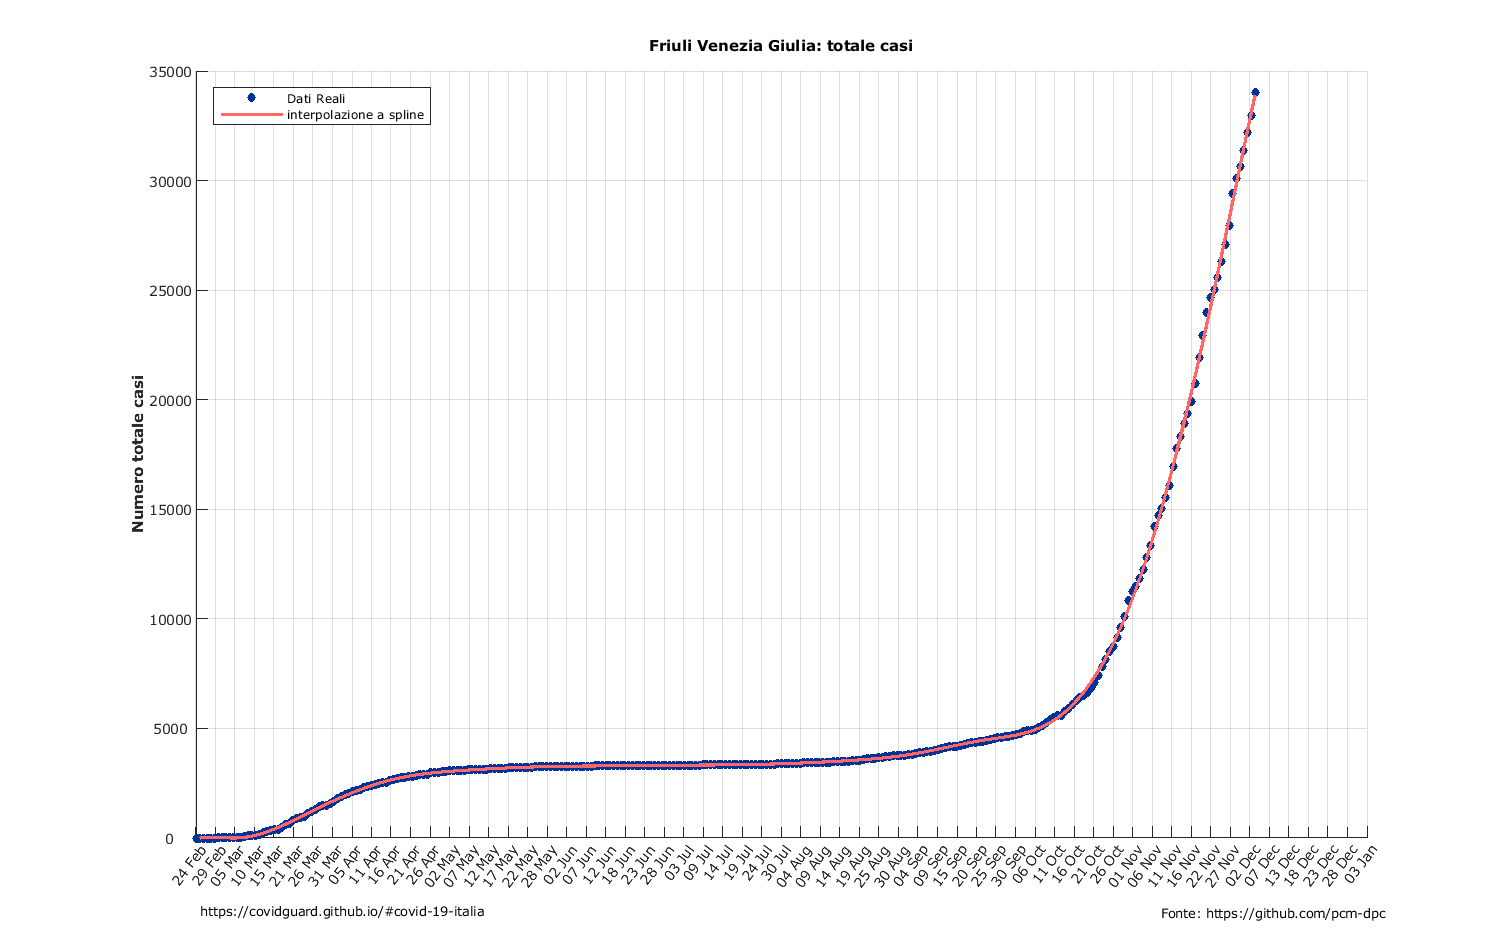 Friuli Venezia Giulia: totale casi
35000
30000
25000
20000
15000
10000
5000
0
Numero totale casi
Dati Reali
interpolazione a spline
24 Feb
29 Feb
05 Mar
10 Mar
15 Mar
21 Mar
26 Mar
31 Mar
05 Apr
11 Apr
16 Apr
21 Apr
26 Apr
02 May
07 May
12 May
17 May
22 May
28 May
02 Jun
07 Jun
12 Jun
18 Jun
23 Jun
28 Jun
03 Jul
09 Jul
14 Jul
19 Jul
24 Jul
30 Jul
04 Aug
09 Aug
14 Aug
19 Aug
25 Aug
30 Aug
04 Sep
09 Sep
15 Sep
20 Sep
25 Sep
30 Sep
06 Oct
11 Oct
16 Oct
21 Oct
26 Oct
01 Nov
06 Nov
11 Nov
16 Nov
22 Nov
27 Nov
02 Dec
07 Dec
13 Dec
18 Dec
23 Dec
28 Dec
03 Jan
https://covidguard.github.io/#covid-19-italia
Fonte: https://github.com/pcm-dpc